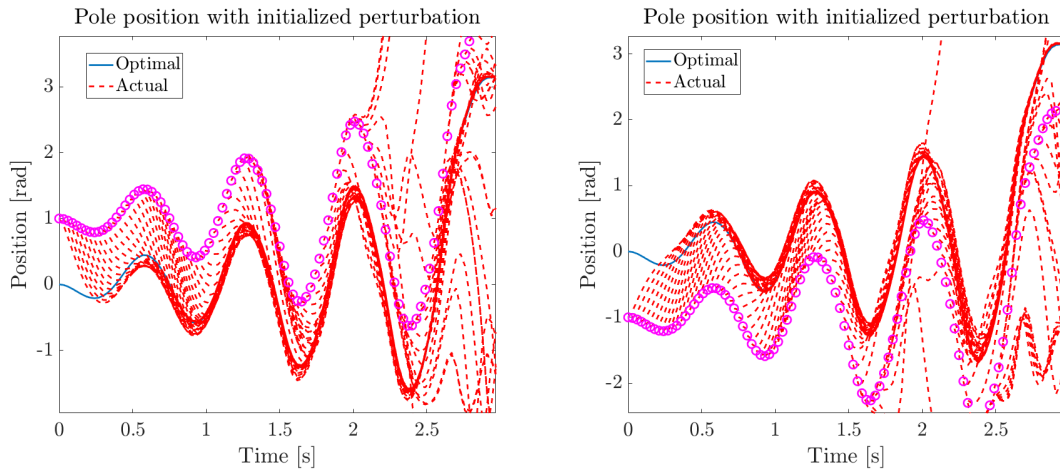 Pole position with initialized perturbation
3
2
1
0
-1
Position [rad]
Optimal
Actual
0
0.5
1
1.5
2
2.5
Time [s]
Pole position with initialized perturbation
3
2
1
0
-1
-2
Position [rad]
Optimal
Actual
0
0.5
1
1.5
2
2.5
Time [s]